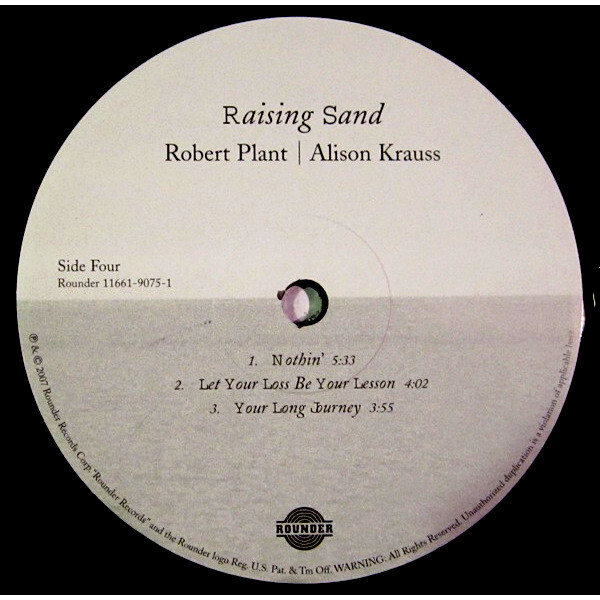 Raising Sand
Robert Plant | Alison Krauss
Side Four
Rounder 11661-9075-1
1. Nothin' 5:33
2. Let Your Loss Be Your Lesson 4:02
3. Your Long Journey 3:55
ROUNDER
℗ & © 2007 Rounder Records Corp. "Rounder Records" and the Rounder logo Reg. U.S. Pat. & Tm Off. WARNING: All Rights Reserved. Unauthorized duplication is a violation of applicable laws.